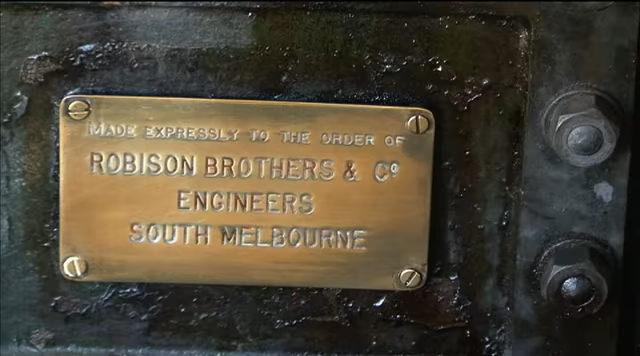 MADE EXPRESSLY TO THE ORDER OF
ROBISON BROTHERS & Cº
ENGINEERS
SOUTH MELBOURNE